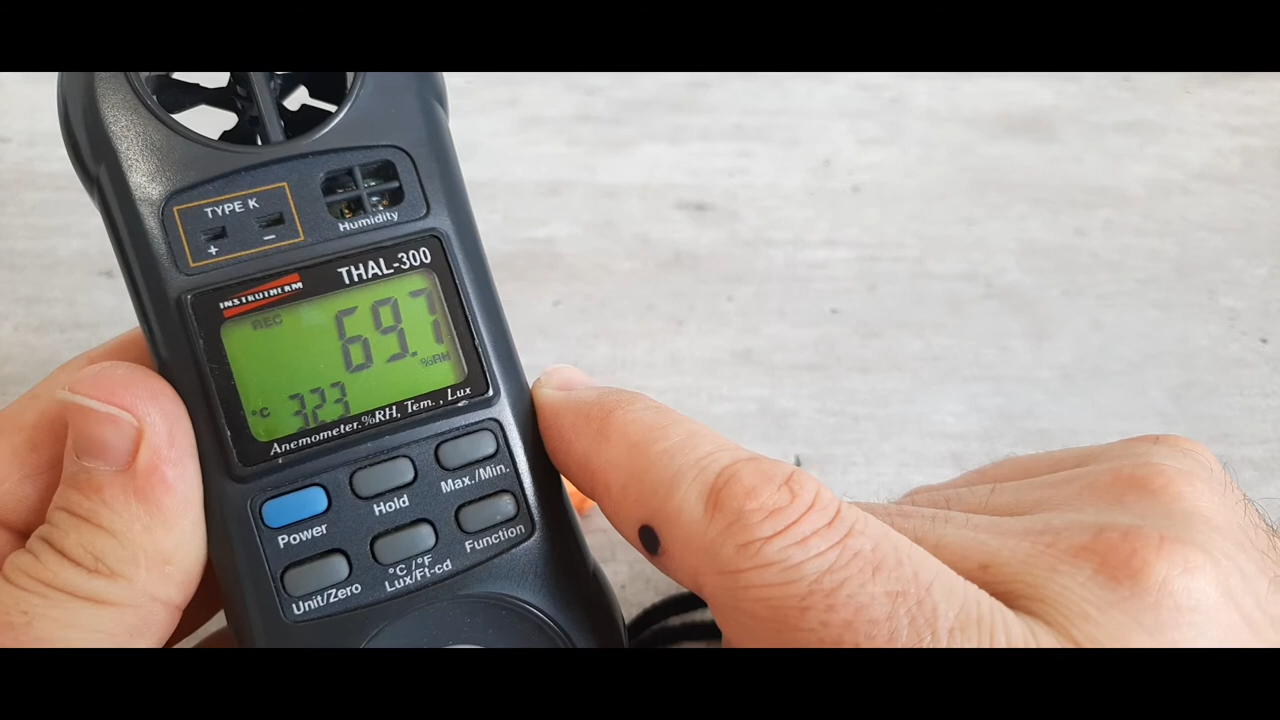 TYPE K
+ −
Humidity
INSTRUTHERM
THAL-300
REC
69.7
%RH
°C 32.3
Anemometer.%RH, Tem. , Lux
Power
Hold
Max./Min.
Unit/Zero
°C/°F
Lux/Ft-cd
Function